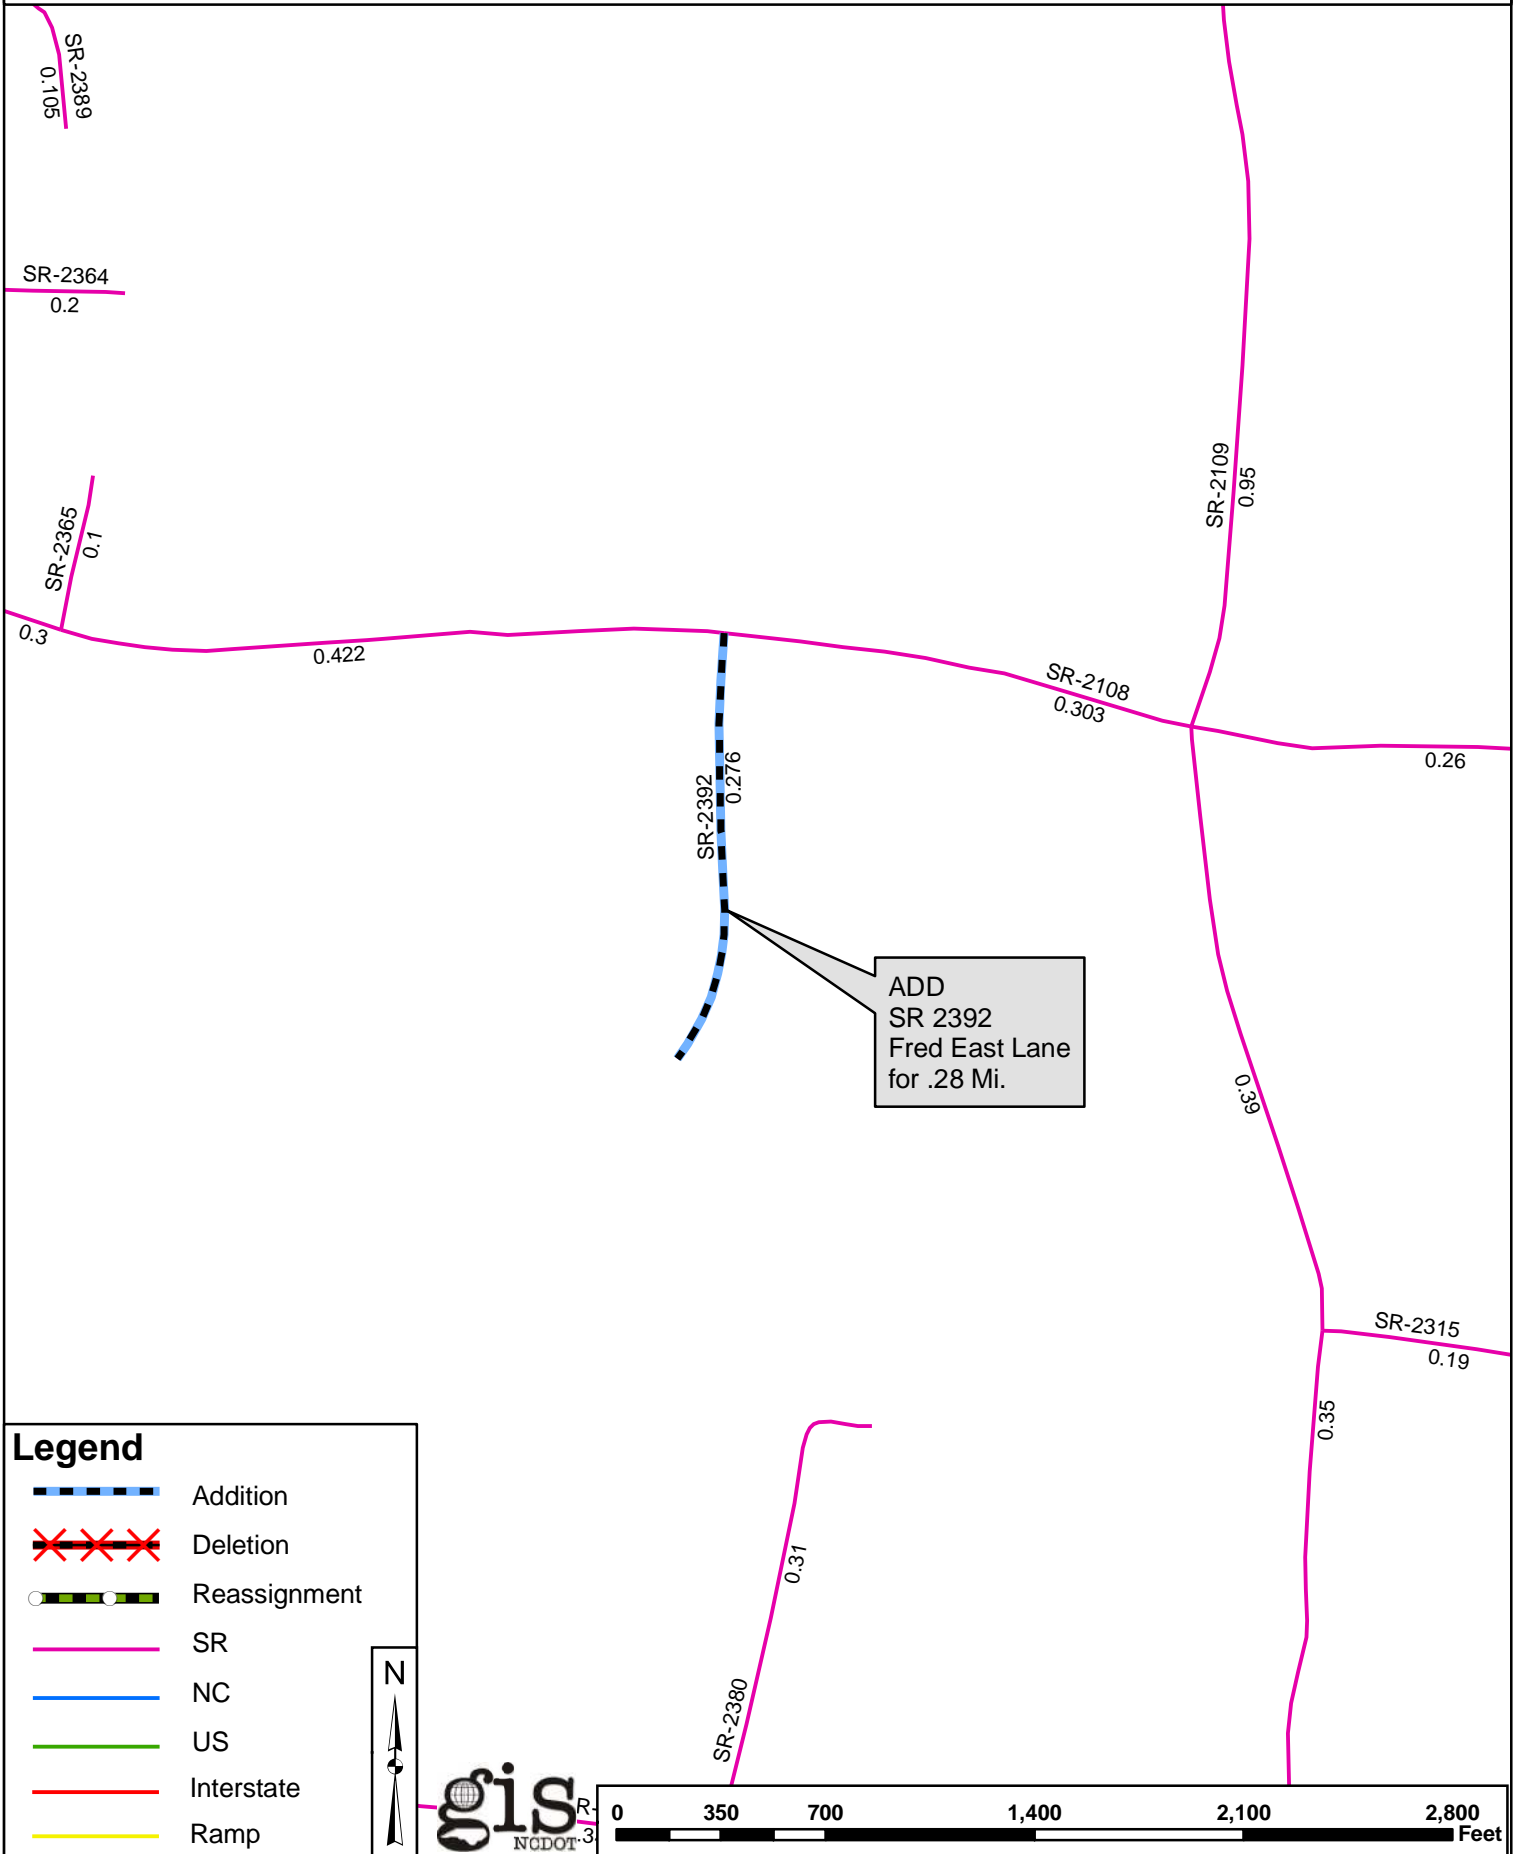 SR-2389
0.105
SR-2364
0.2
SR-2109
0.95
SR-2365
0.1
0.3
0.422
SR-2108
0.303
0.26
SR-2392
0.276
ADD
SR 2392
Fred East Lane
for .28 Mi.
0.39
SR-2315
0.19
0.35
0.31
SR-2380
Legend
Addition
Deletion
Reassignment
SR
NC
US
Interstate
Ramp
N
gis
NCDOT
R-
.3
0 350 700 1,400 2,100 2,800
Feet